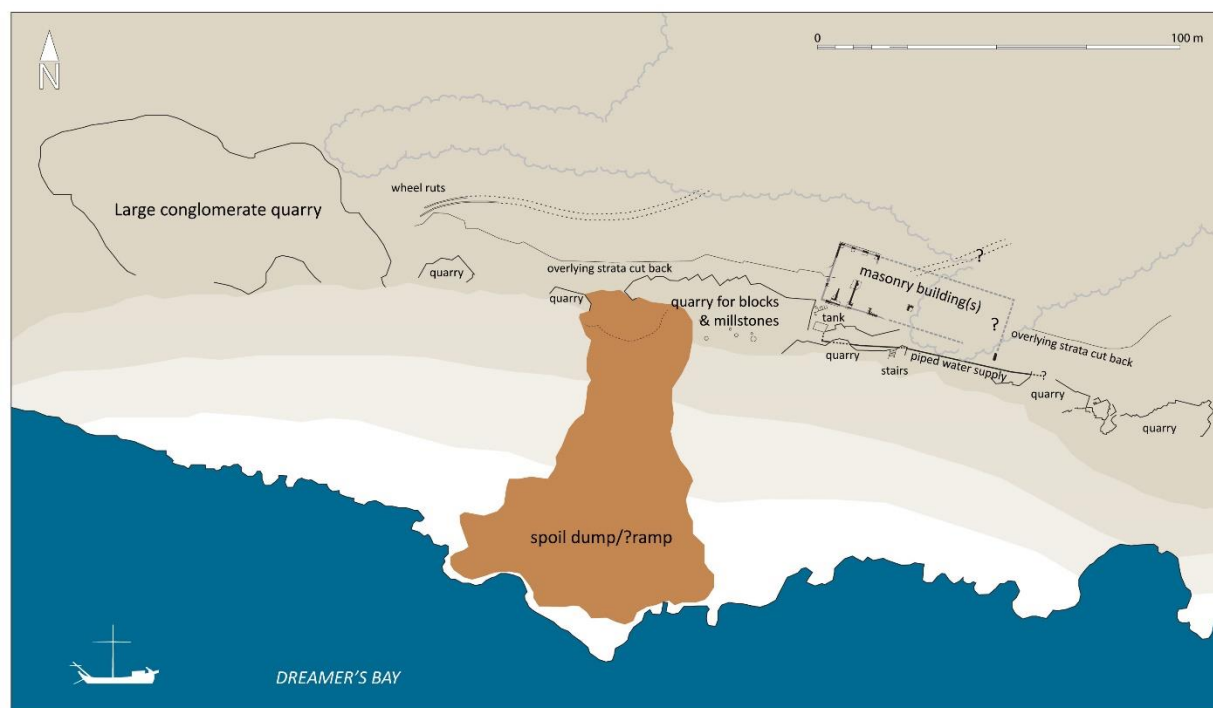 0 100 m
N
wheel ruts
Large conglomerate quarry
?
masonry building(s)
quarry
overlying strata cut back
quarry
quarry for blocks
& millstones
tank
?
overlying strata cut back
quarry
stairs
piped water supply
?
quarry
quarry
spoil dump/?ramp
DREAMER'S BAY